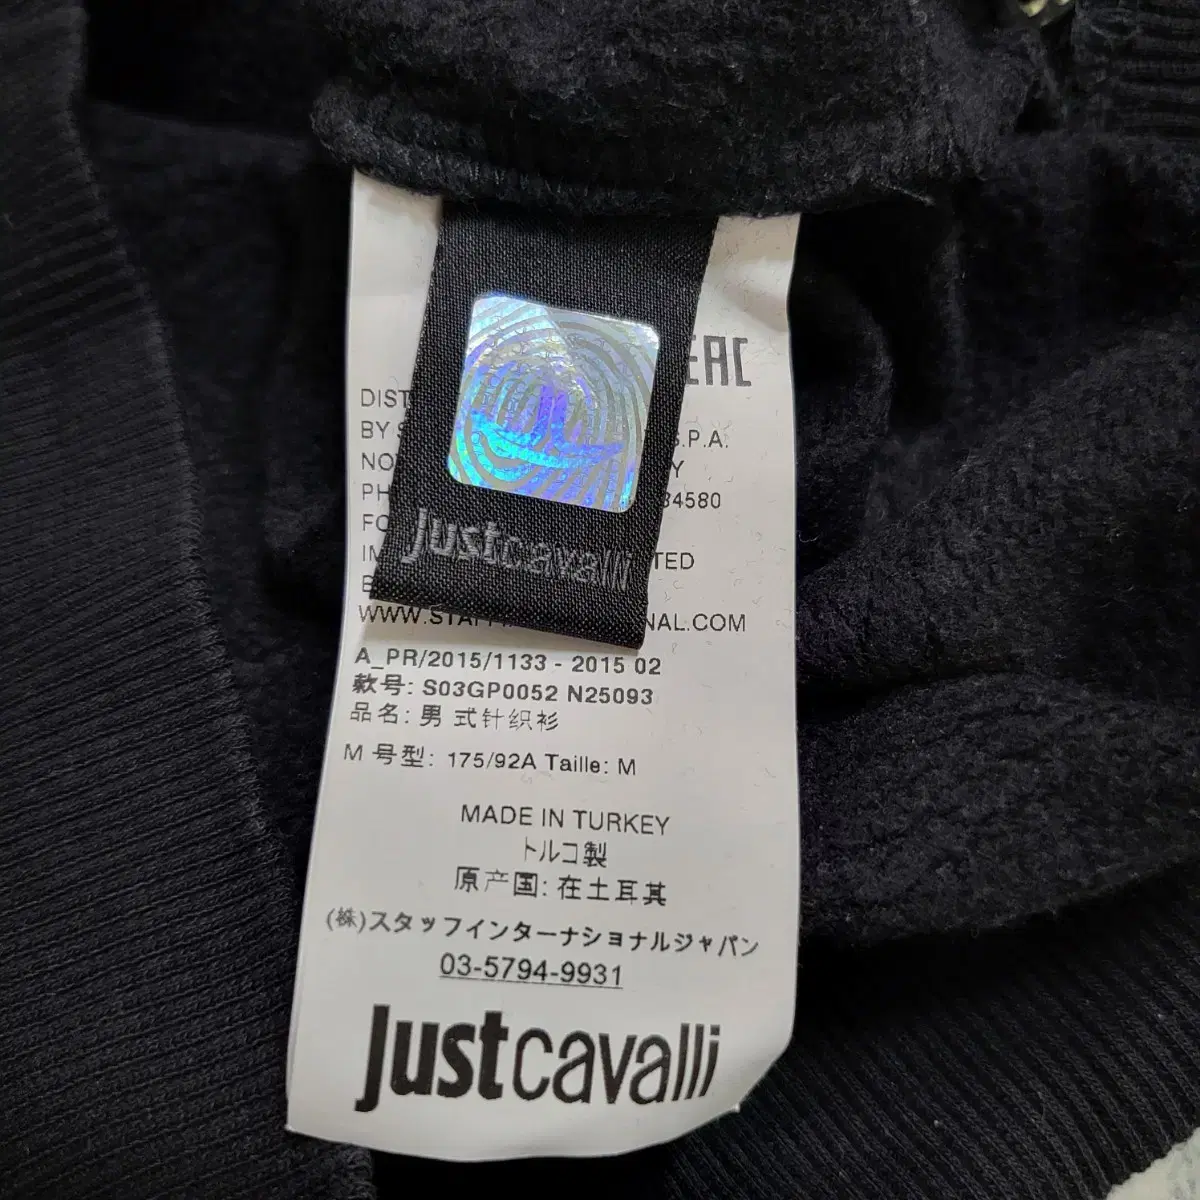 EAC
DIST
BY S S.P.A.
NO Y
PH 34580
FO
IM TED
B
WWW.STAFF NAL.COM
justcavalli
A_PR/2015/1133 - 2015 02
款号: S03GP0052 N25093
品名: 男 式针织衫
M 号型: 175/92A Taille: M
MADE IN TURKEY
トルコ製
原产国: 在土耳其
(株)スタッフインターナショナルジャパン
03-5794-9931
justcavalli